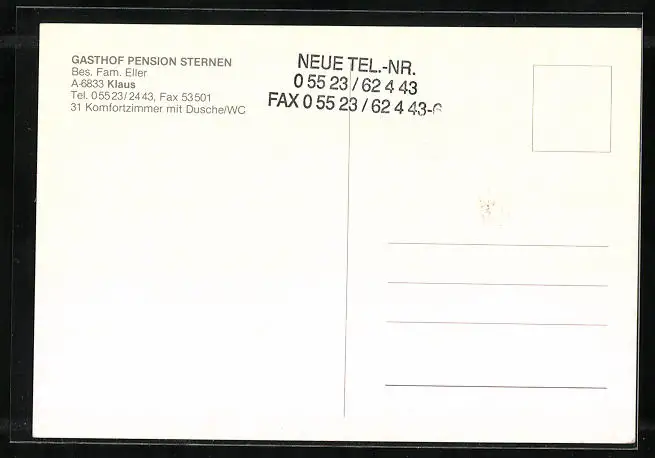 GASTHOF PENSION STERNEN
Bes. Fam. Eller
A-6833 Klaus
Tel. 05523/2443, Fax 53501
31 Komfortzimmer mit Dusche/WC
NEUE TEL.-NR.
0 55 23 / 62 4 43
FAX 0 55 23 / 62 4 43-6